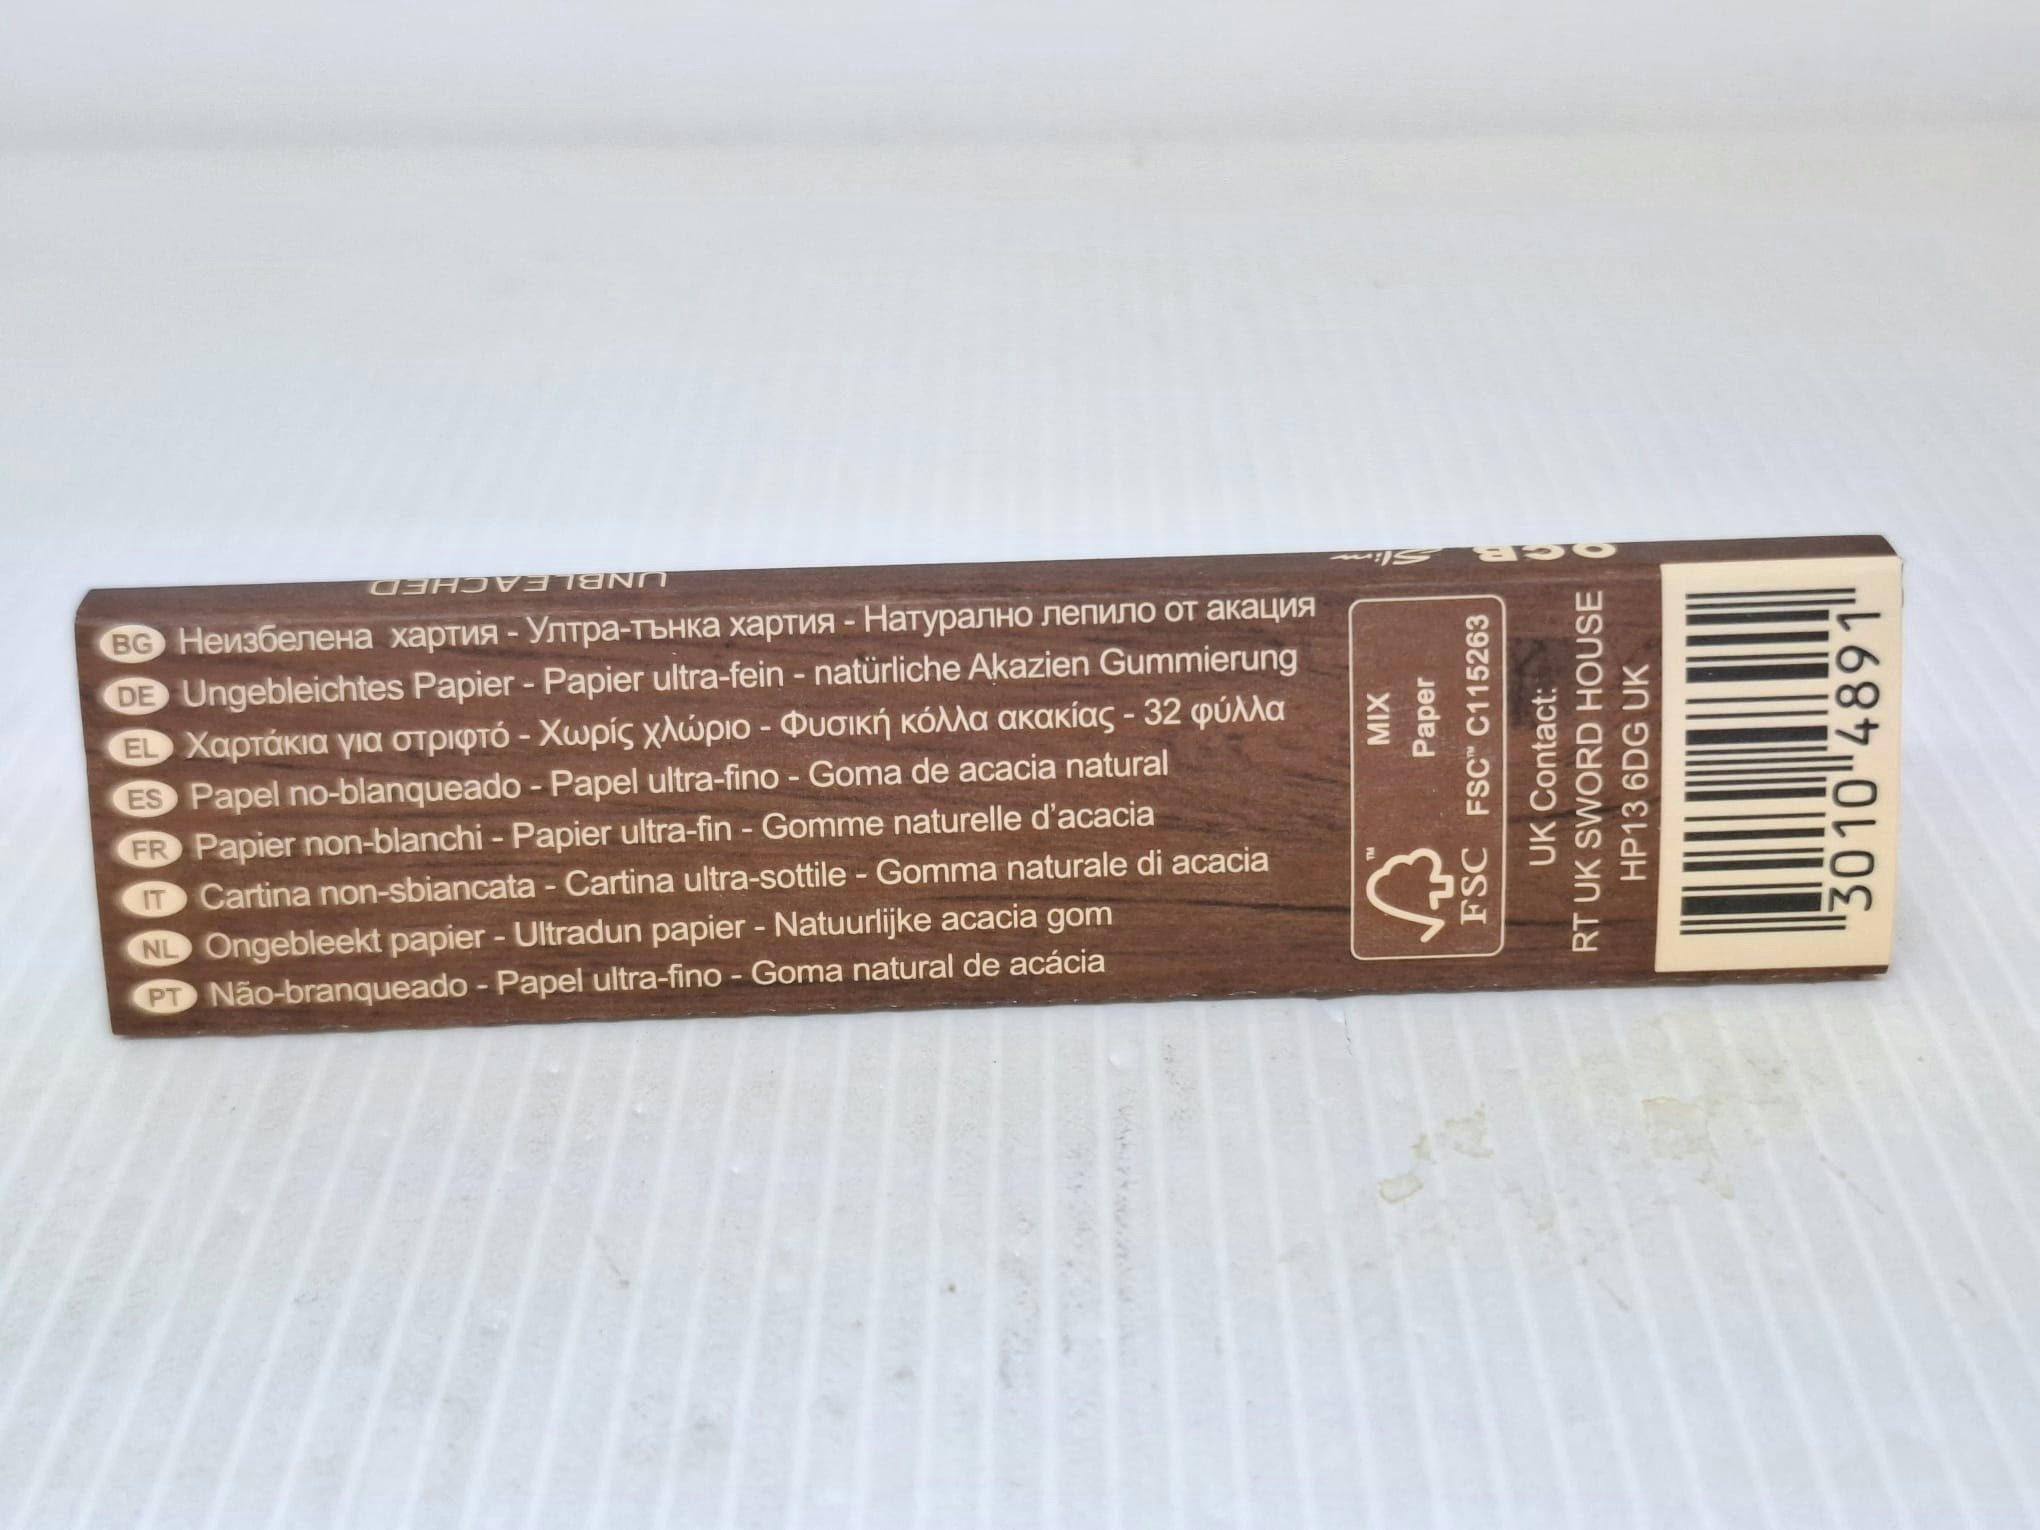 UNBLEACHED
OCB Slim
BG Неизбелена хартия - Ултра-тънка хартия - Натурално лепило от акация
DE Ungebleichtes Papier - Papier ultra-fein - natürliche Akazien Gummierung
EL Χαρτάκια για στριφτό - Χωρίς χλώριο - Φυσική κόλλα ακακίας - 32 φύλλα
ES Papel no-blanqueado - Papel ultra-fino - Goma de acacia natural
FR Papier non-blanchi - Papier ultra-fin - Gomme naturelle d'acacia
IT Cartina non-sbiancata - Cartina ultra-sottile - Gomma naturale di acacia
NL Ongebleekt papier - Ultradun papier - Natuurlijke acacia gom
PT Não-branqueado - Papel ultra-fino - Goma natural de acácia
MIX
Paper
FSC™ C115263
FSC
UK Contact:
RT UK SWORD HOUSE
HP13 6DG UK
3010 4891